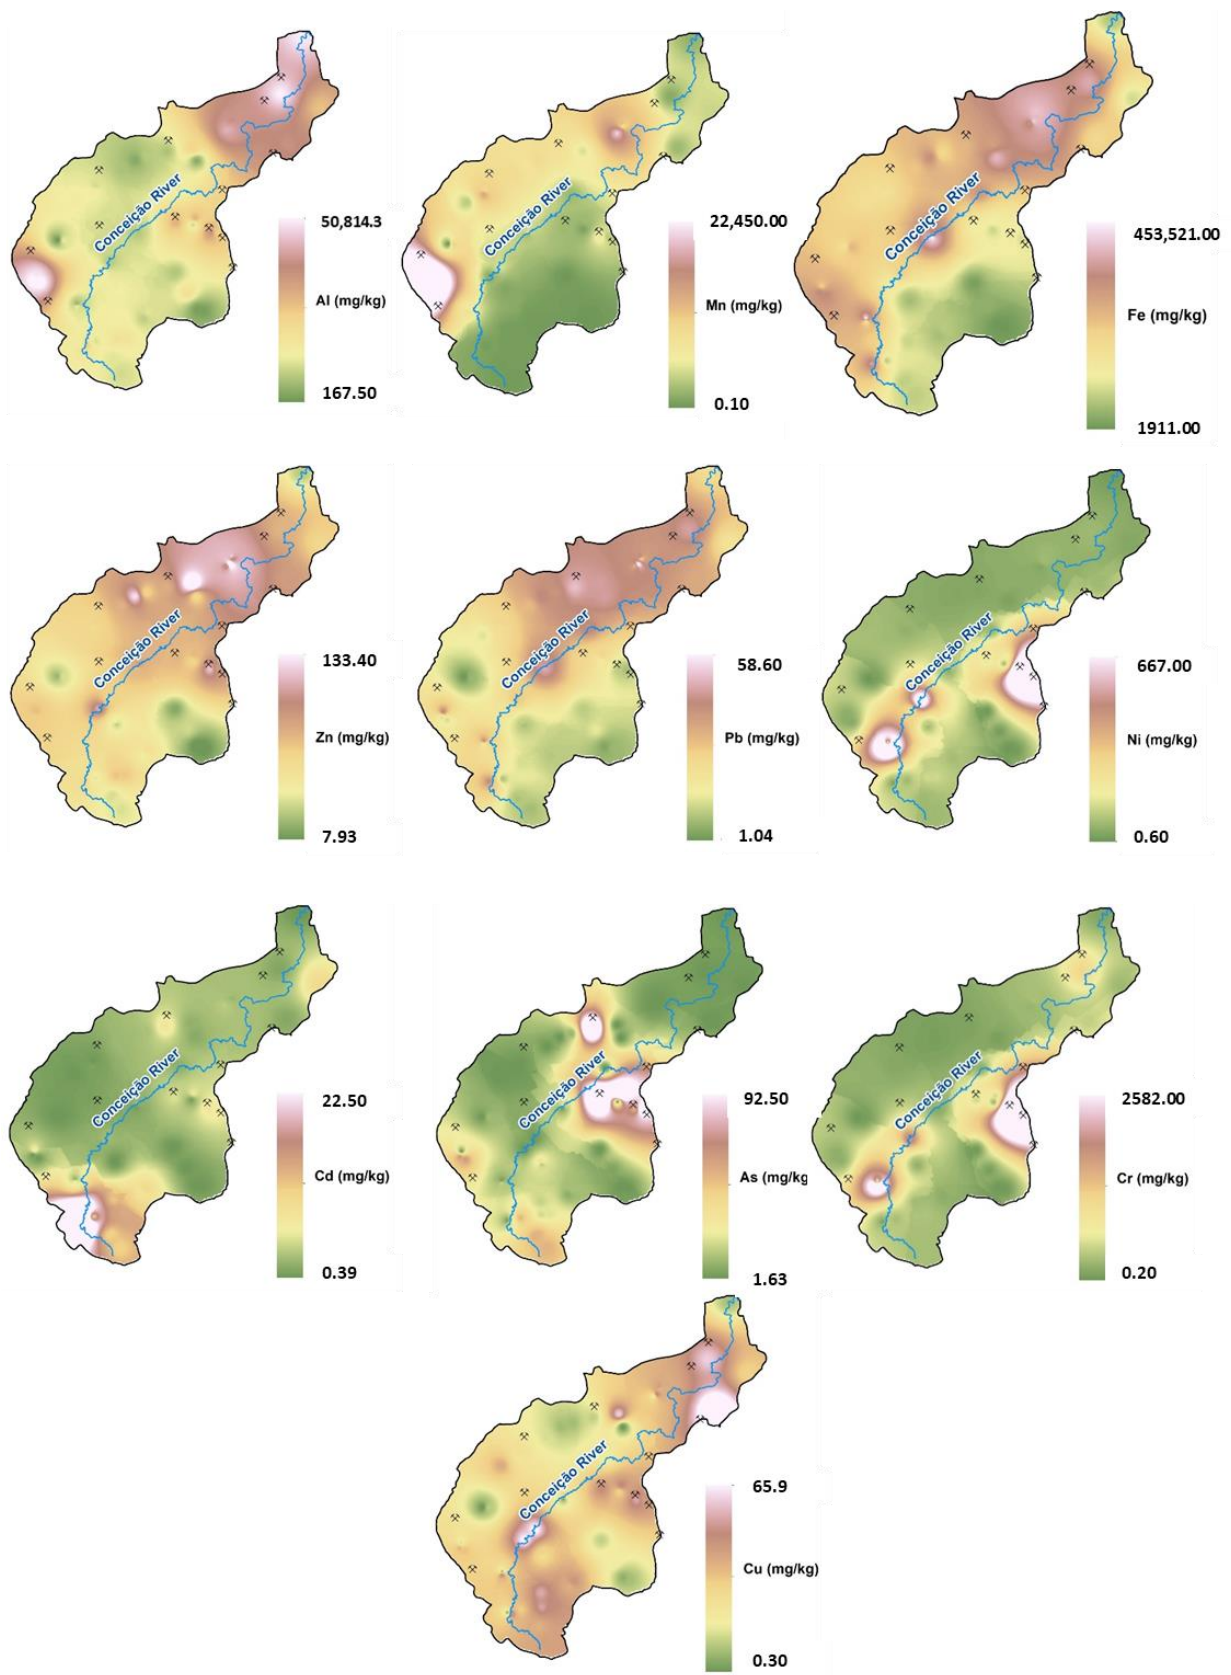 Conceição River
50,814.3
Al (mg/kg)
167.50
Conceição River
22,450.00
Mn (mg/kg)
0.10
Conceição River
453,521.00
Fe (mg/kg)
1911.00
Conceição River
133.40
Zn (mg/kg)
7.93
Conceição River
58.60
Pb (mg/kg)
1.04
Conceição River
667.00
Ni (mg/kg)
0.60
Conceição River
22.50
Cd (mg/kg)
0.39
Conceição River
92.50
As (mg/kg
1.63
Conceição River
2582.00
Cr (mg/kg)
0.20
Conceição River
65.9
Cu (mg/kg)
0.30